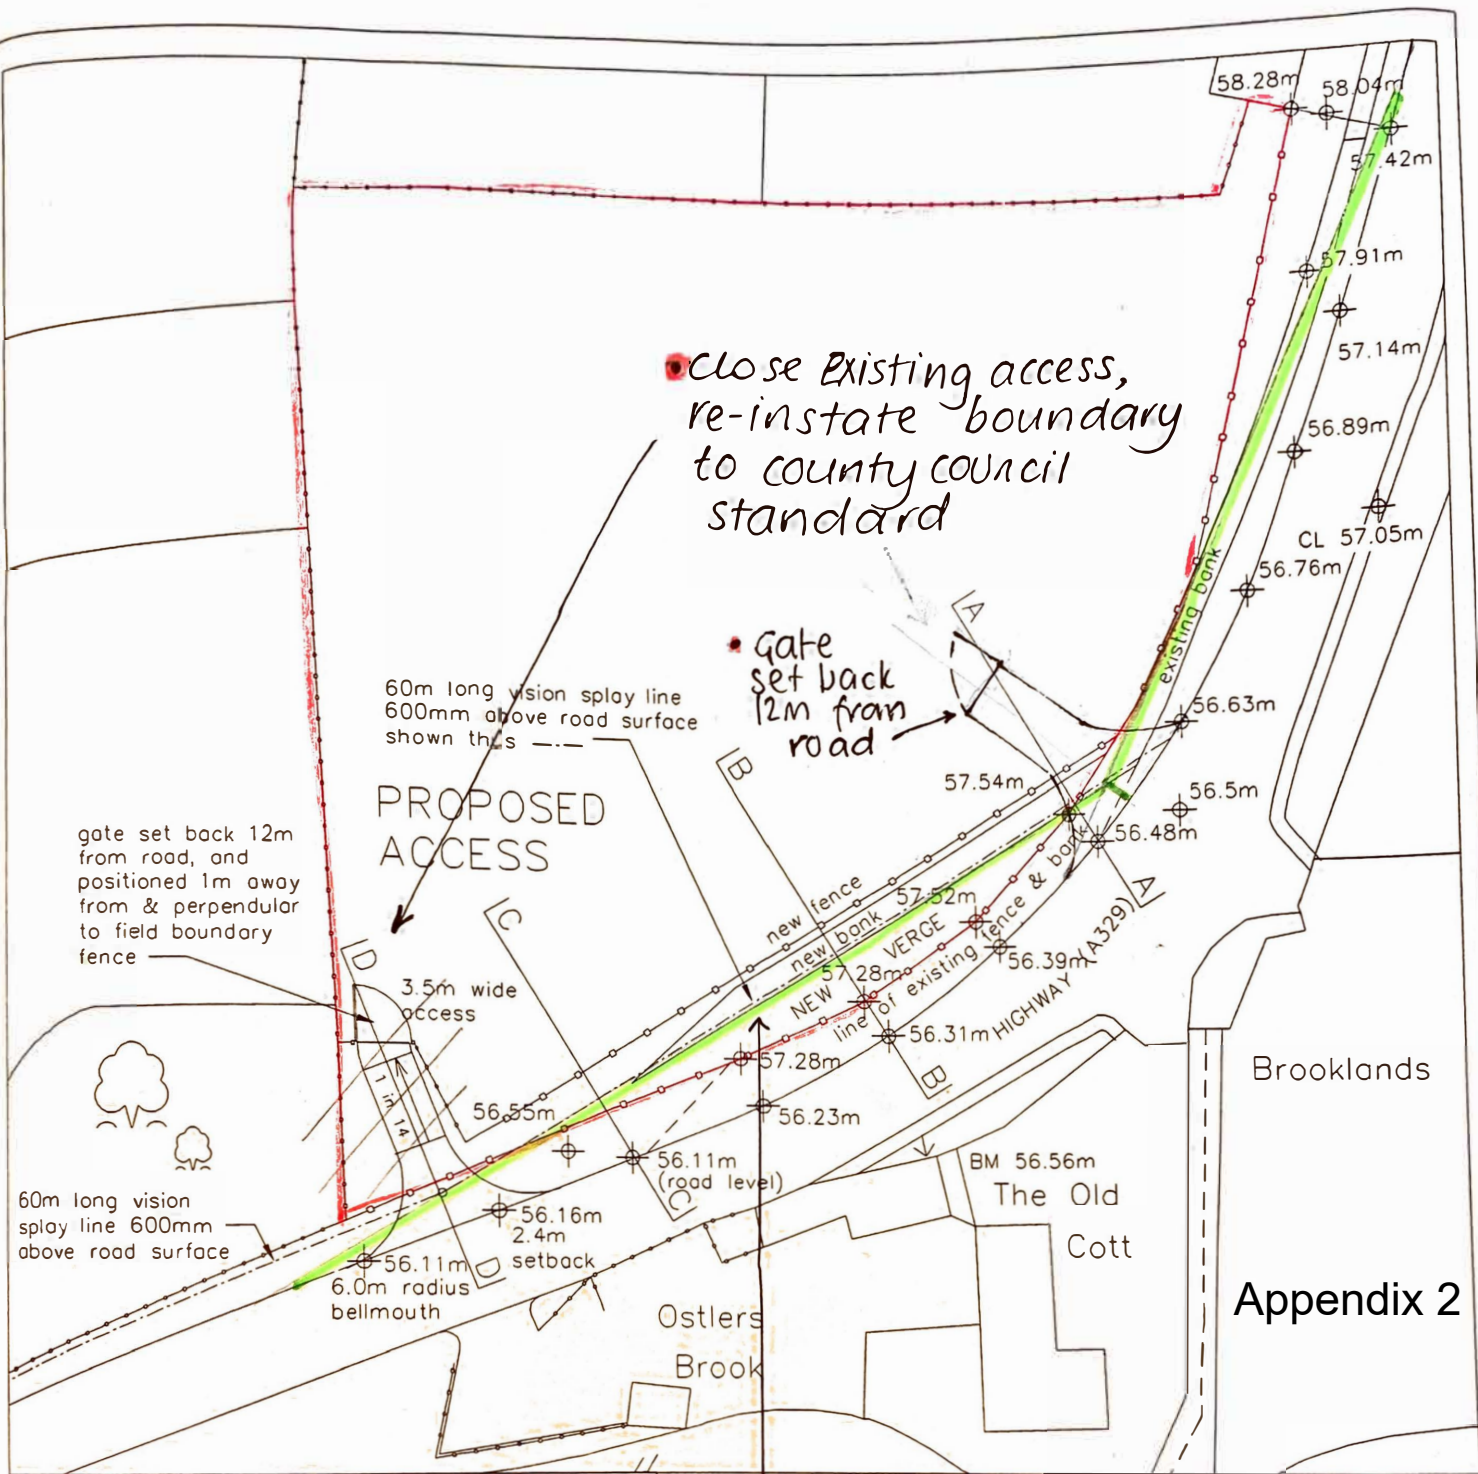 58.28m
58.04m
57.42m
57.91m
57.14m
56.89m
CL 57.05m
56.76m
existing bank
Close Existing access,
re-instate boundary
to county council
standard
A
Gate
set back
12m fran
road
60m long vision splay line
600mm above road surface
shown thus
56.63m
B
57.54m
56.5m
56.48m
PROPOSED
ACCESS
gate set back 12m
from road, and
positioned 1m away
from & perpendular
to field boundary
fence
new fence
new bank
57.52m
NEW VERGE
line of existing fence & bank
A
C
D
57.28m
56.39m
HIGHWAY (A329)
3.5m wide
access
56.31m
57.28m
B
Brooklands
1 in 14
56.55m
56.23m
56.11m
(road level)
C
BM 56.56m
The Old
Cott
60m long vision
splay line 600mm
above road surface
56.16m
2.4m
setback
D
56.11m
6.0m radius
bellmouth
Ostlers
Brook
Appendix 2